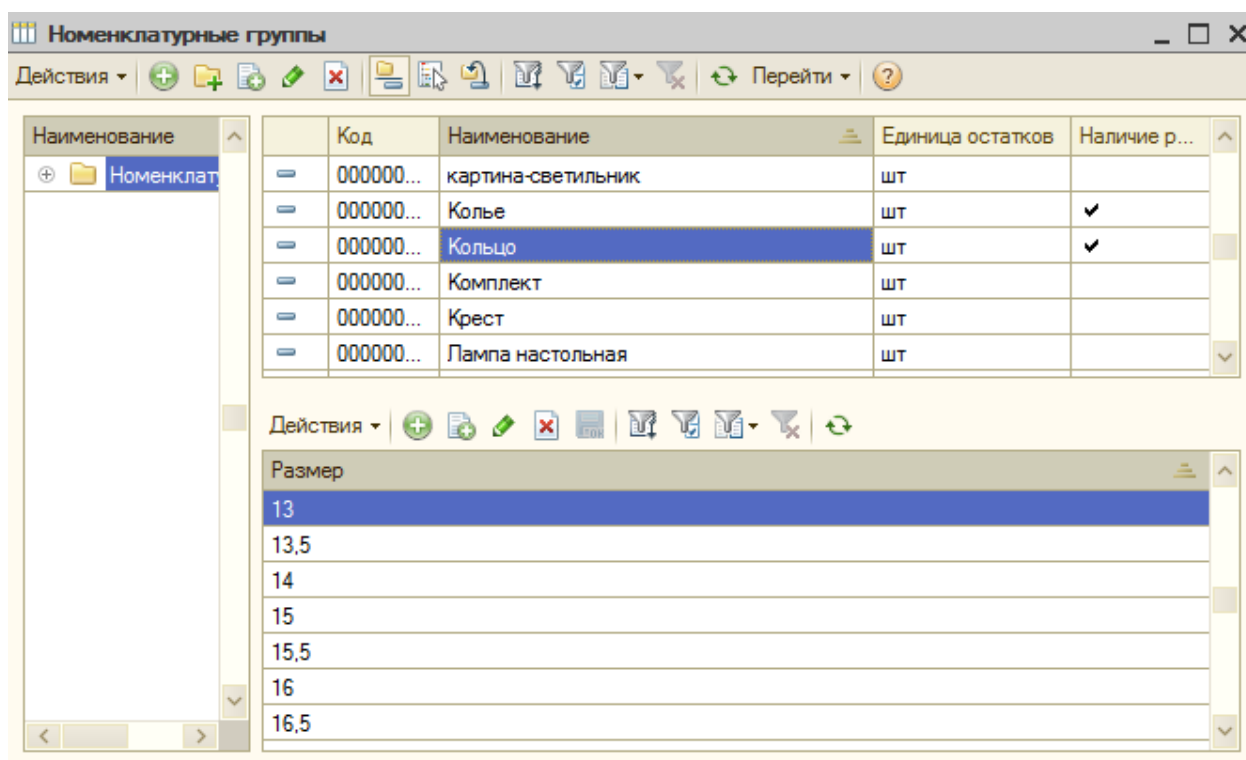 Номенклатурные группы
Действия Перейти
Наименование
Номенклату
Код Наименование Единица остатков Наличие р...
000000... картина-светильник шт
000000... Колье шт
000000... Кольцо шт
000000... Комплект шт
000000... Крест шт
000000... Лампа настольная шт
Действия
Размер
13
13,5
14
15
15,5
16
16,5